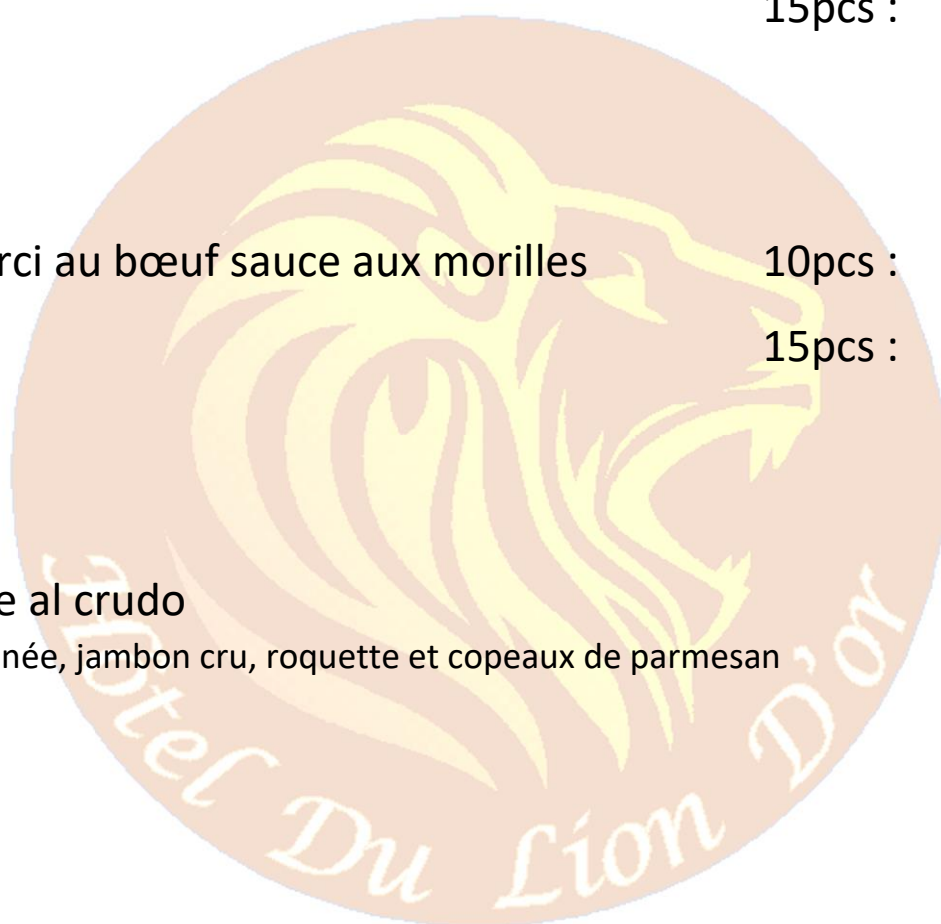 15pcs :
rci au bœuf sauce aux morilles 10pcs :
15pcs :
e al crudo
née, jambon cru, roquette et copeaux de parmesan
Hôtel Du Lion D'or